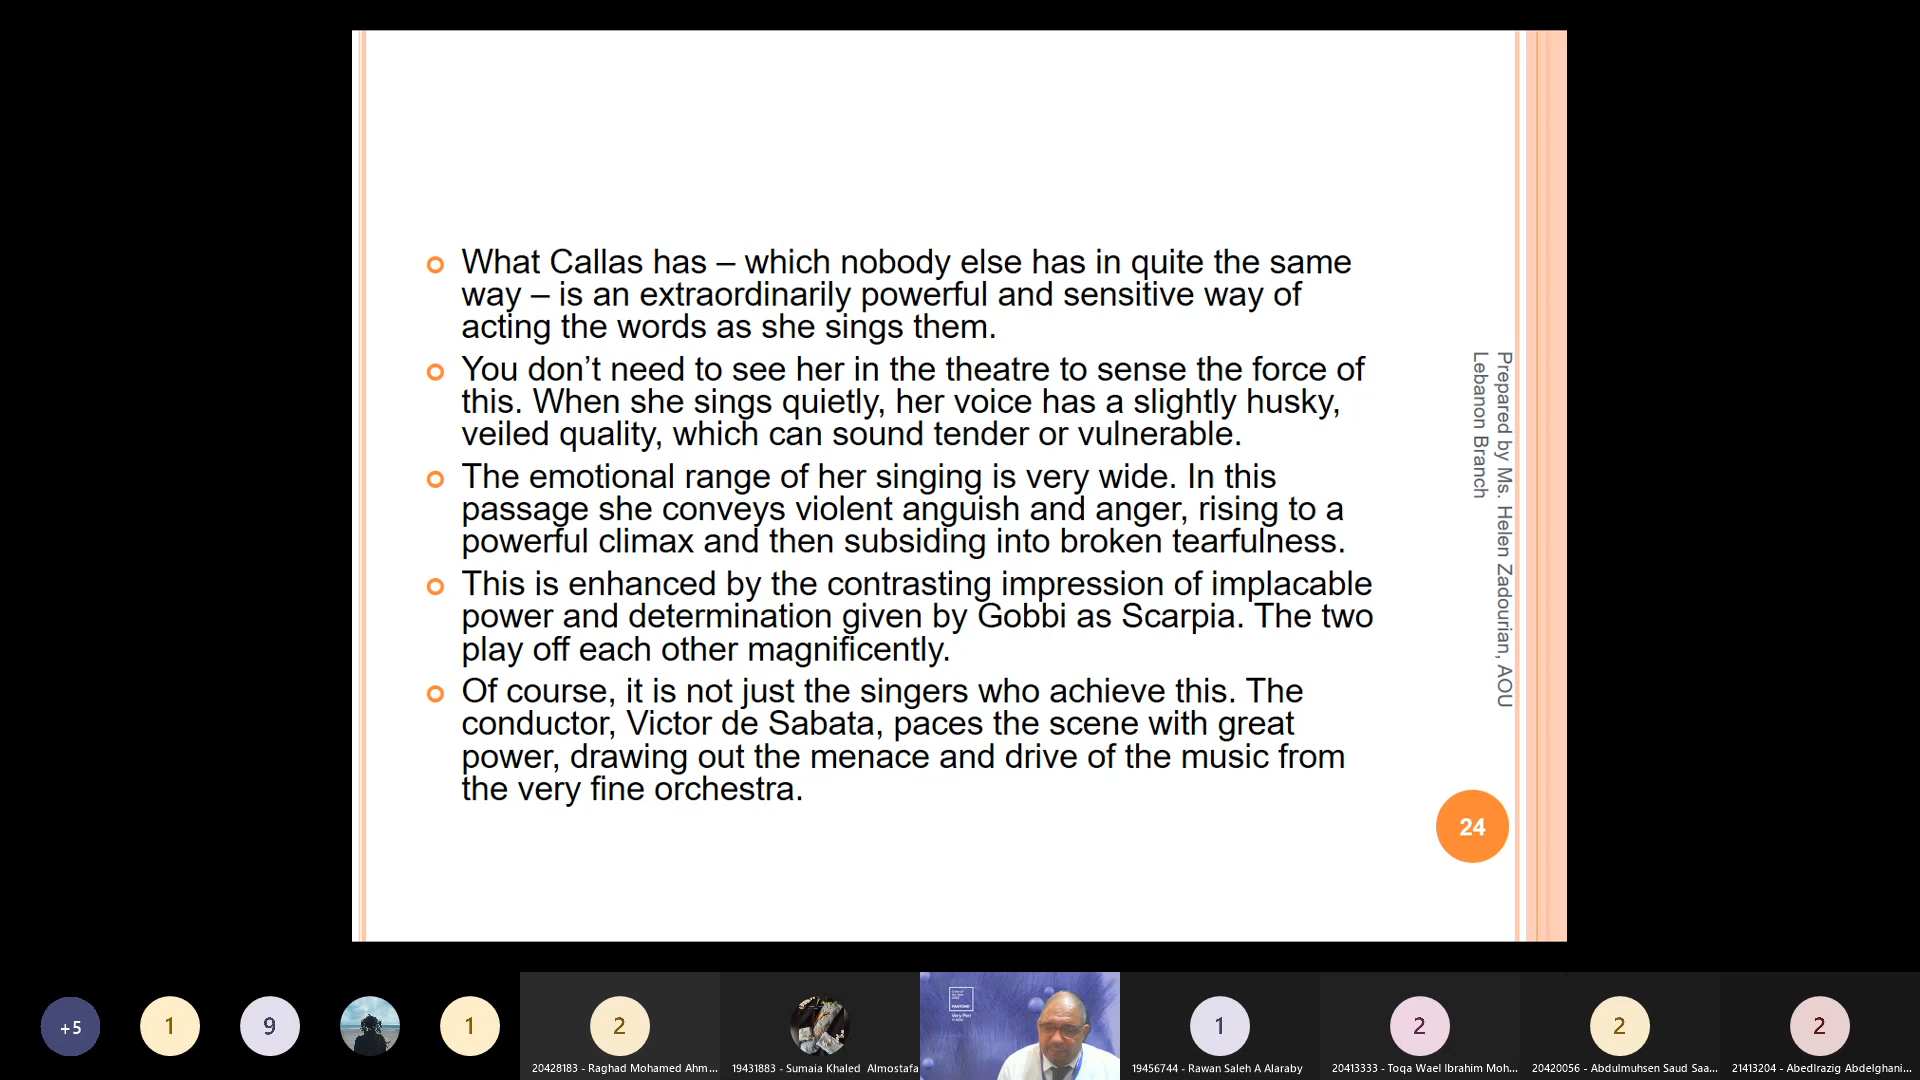 What Callas has – which nobody else has in quite the same
way – is an extraordinarily powerful and sensitive way of
acting the words as she sings them.
You don’t need to see her in the theatre to sense the force of
this. When she sings quietly, her voice has a slightly husky,
veiled quality, which can sound tender or vulnerable.
The emotional range of her singing is very wide. In this
passage she conveys violent anguish and anger, rising to a
powerful climax and then subsiding into broken tearfulness.
This is enhanced by the contrasting impression of implacable
power and determination given by Gobbi as Scarpia. The two
play off each other magnificently.
Of course, it is not just the singers who achieve this. The
conductor, Victor de Sabata, paces the scene with great
power, drawing out the menace and drive of the music from
the very fine orchestra.
Prepared by Ms. Helen Zadourian, AOU
Lebanon Branch
24
+5
1
9
1
2
1
2
2
2
20428183 - Raghad Mohamed Ahm...
19431883 - Sumaia Khaled Almostafa
PANTONE
19456744 - Rawan Saleh A Alaraby
20413333 - Toqa Wael Ibrahim Moh...
20420056 - Abdulmuhsen Saud Saa...
21413204 - AbedIrazig Abdelghani...